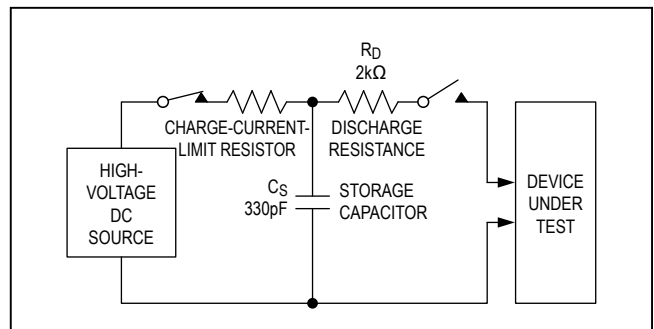 R_D
2kΩ
CHARGE-CURRENT-
LIMIT RESISTOR
DISCHARGE
RESISTANCE
HIGH-
VOLTAGE
DC
SOURCE
C_S
330pF
STORAGE
CAPACITOR
DEVICE
UNDER
TEST